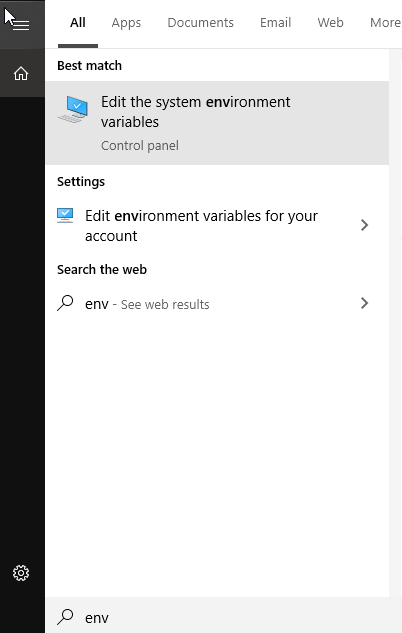 All Apps Documents Email Web More
Best match
Edit the system environment
variables
Control panel
Settings
Edit environment variables for your
account
Search the web
env - See web results
env